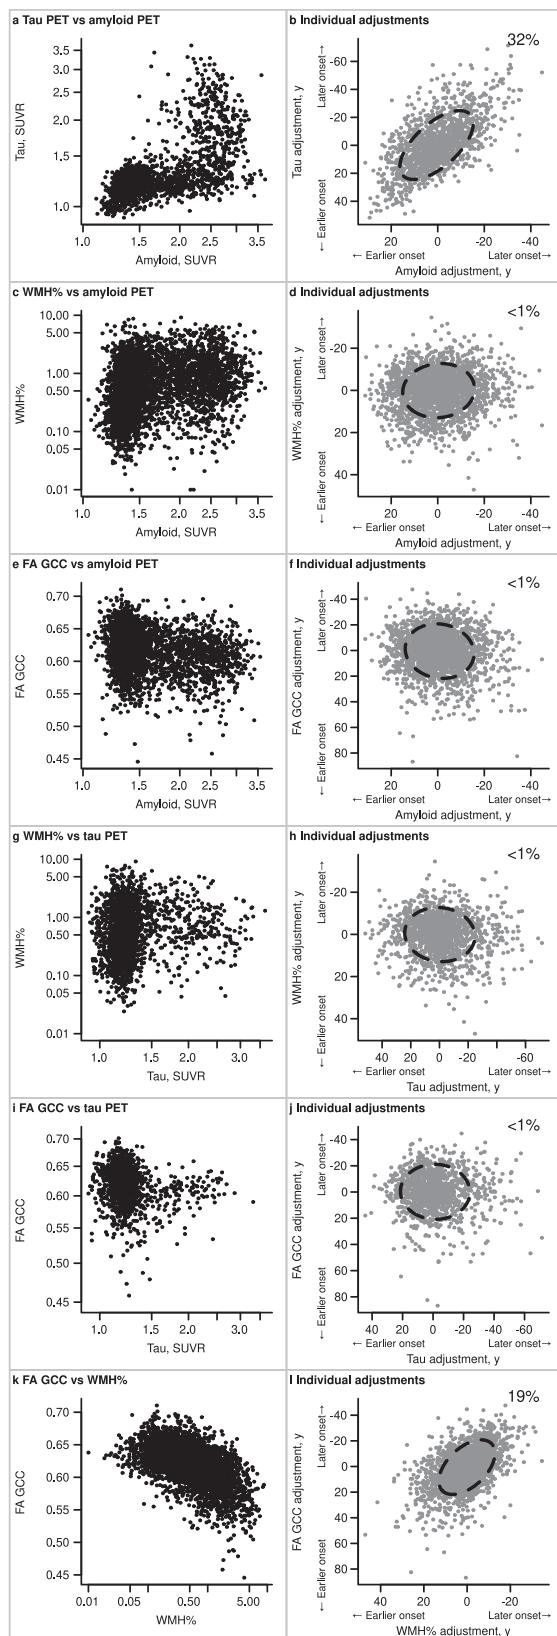 a Tau PET vs amyloid PET
3.5
3.0
2.5
2.0
1.5
1.0
Tau, SUVR
1.0 1.5 2.0 2.5 3.5
Amyloid, SUVR
b Individual adjustments
32%
-60
-40
-20
0
20
40
Tau adjustment, y
← Earlier onset Later onset→
20 0 -20 -40
← Earlier onset Later onset→
Amyloid adjustment, y
c WMH% vs amyloid PET
10.00
5.00
1.00
0.50
0.10
0.05
0.01
WMH%
1.0 1.5 2.0 2.5 3.5
Amyloid, SUVR
d Individual adjustments
<1%
-20
0
20
40
WMH% adjustment, y
← Earlier onset Later onset→
20 0 -20 -40
← Earlier onset Later onset→
Amyloid adjustment, y
e FA GCC vs amyloid PET
0.70
0.65
0.60
0.55
0.50
0.45
FA GCC
1.0 1.5 2.0 2.5 3.5
Amyloid, SUVR
f Individual adjustments
<1%
-40
-20
0
20
40
60
80
FA GCC adjustment, y
← Earlier onset Later onset→
20 0 -20 -40
← Earlier onset Later onset→
Amyloid adjustment, y
g WMH% vs tau PET
10.00
5.00
1.00
0.50
0.10
0.05
0.01
WMH%
1.0 1.5 2.0 3.0
Tau, SUVR
h Individual adjustments
<1%
-20
0
20
40
WMH% adjustment, y
← Earlier onset Later onset→
40 20 0 -20 -40 -60
← Earlier onset Later onset→
Tau adjustment, y
i FA GCC vs tau PET
0.70
0.65
0.60
0.55
0.50
0.45
FA GCC
1.0 1.5 2.0 3.0
Tau, SUVR
j Individual adjustments
<1%
-40
-20
0
20
40
60
80
FA GCC adjustment, y
← Earlier onset Later onset→
40 20 0 -20 -40 -60
← Earlier onset Later onset→
Tau adjustment, y
k FA GCC vs WMH%
0.70
0.65
0.60
0.55
0.50
0.45
FA GCC
0.01 0.05 0.50 5.00
WMH%
l Individual adjustments
19%
-40
-20
0
20
40
60
80
FA GCC adjustment, y
← Earlier onset Later onset→
40 20 0 -20
← Earlier onset Later onset→
WMH% adjustment, y